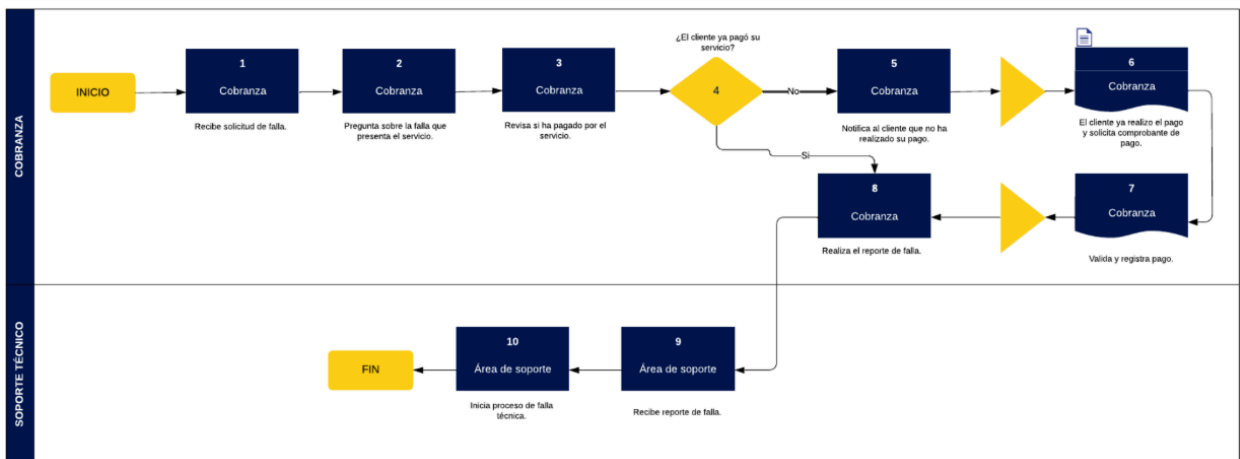 COBRANZA
INICIO
1
Cobranza
Recibe solicitud de falla.
2
Cobranza
Pregunta sobre la falla que
presenta el servicio.
3
Cobranza
Revisa si ha pagado por el
servicio.
¿El cliente ya pagó su
servicio?
4
No
Si
5
Cobranza
Notifica al cliente que no ha
realizado su pago.
6
Cobranza
El cliente ya realizo el pago
y solicita comprobante de
pago.
7
Cobranza
Valida y registra pago.
8
Cobranza
Realiza el reporte de falla.
SOPORTE TÉCNICO
9
Área de soporte
Recibe reporte de falla.
10
Área de soporte
Inicia proceso de falla
técnica.
FIN